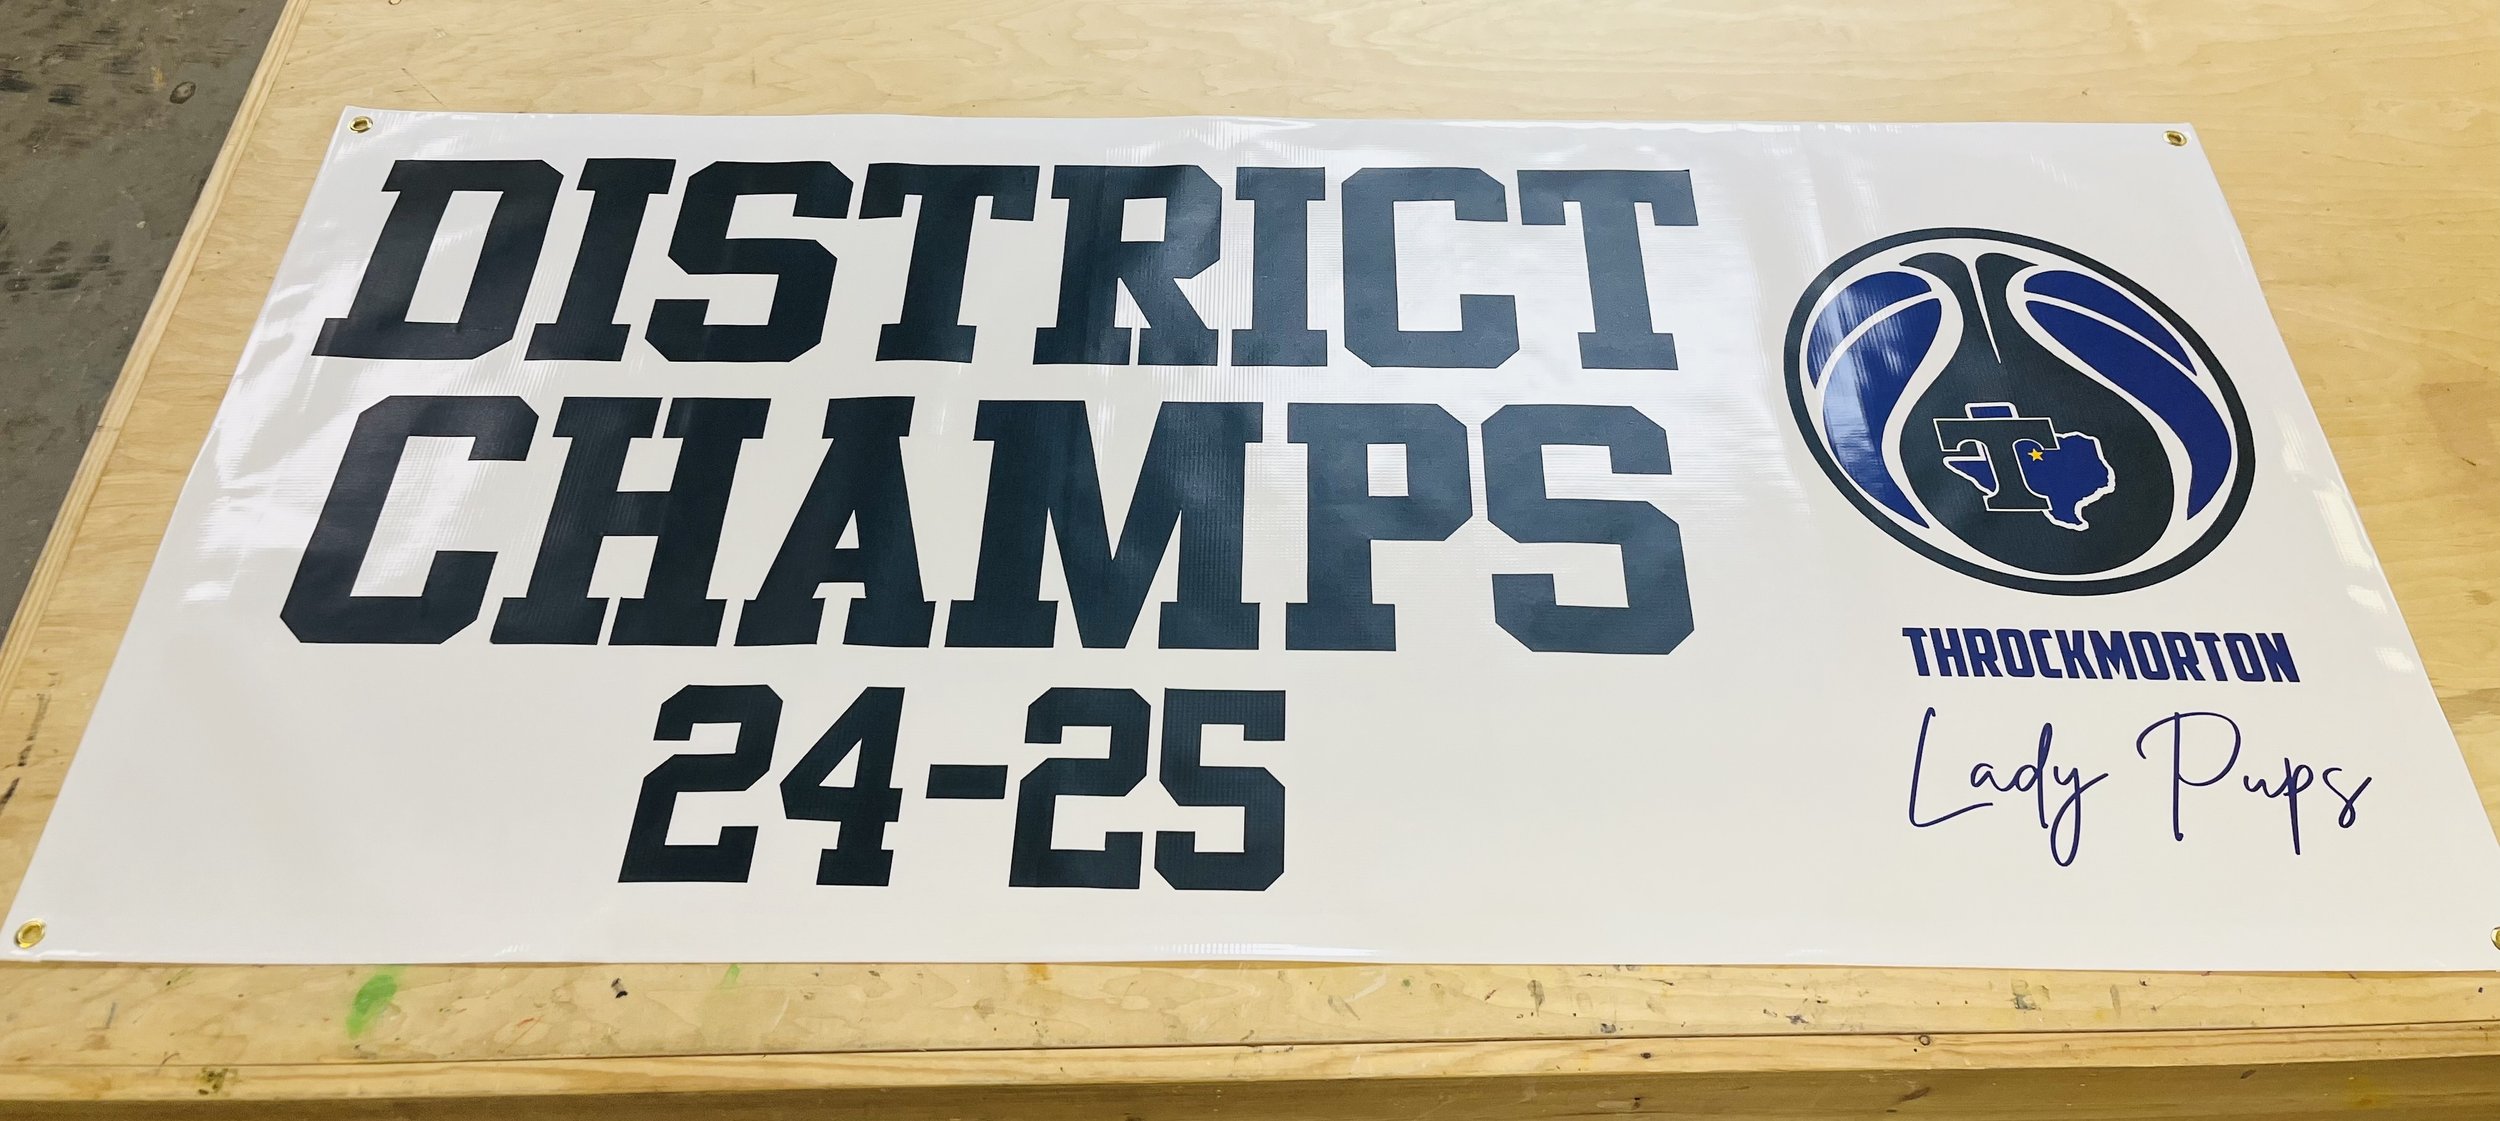 DISTRICT
CHAMPS
24-25
T
THROCKMORTON
Lady Pups